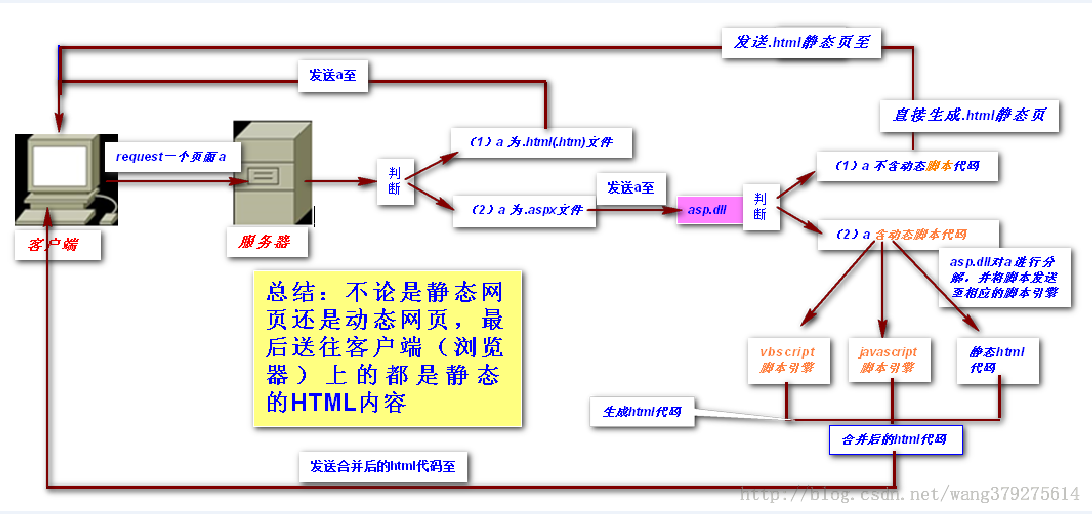 发送.html静态页至
发送a至
直接生成.html静态页
request一个页面 a
(1) a 为 .html(.htm)文件
判
断
(1) a 不含动态脚本代码
发送a至
判
断
(2) a 为 .aspx文件
asp.dll
客户端
服务器
(2) a 含动态脚本代码
asp.dll对a 进行分
解，并将脚本发送
至相应的脚本引擎
总结：不论是静态网
页还是动态网页，最
后送往客户端（浏览
器）上的都是静态
的HTML内容
vbscript
脚本引擎
javascript
脚本引擎
静态html
代码
生成html代码
合并后的html代码
发送合并后的html代码至
http://blog.csdn.net/wang379275614